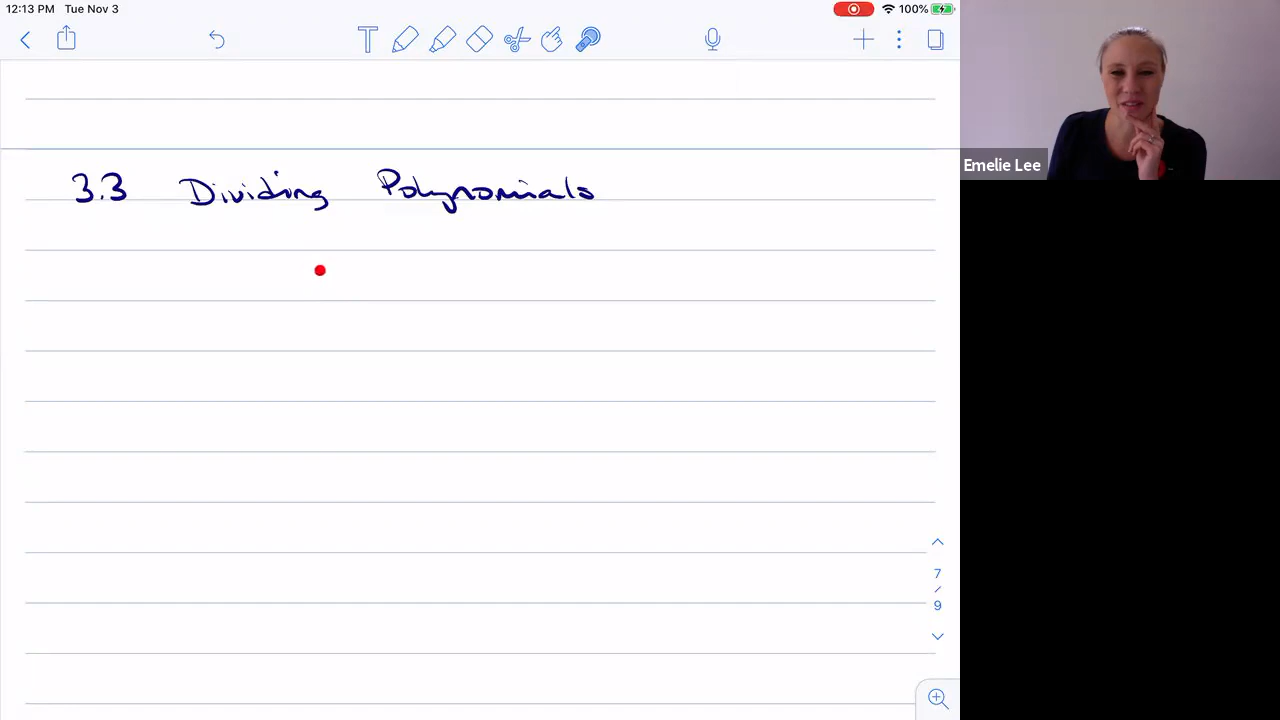 12:13 PM Tue Nov 3
100%
T
3.3 Dividing Polynomials
Emelie Lee
7
/
9